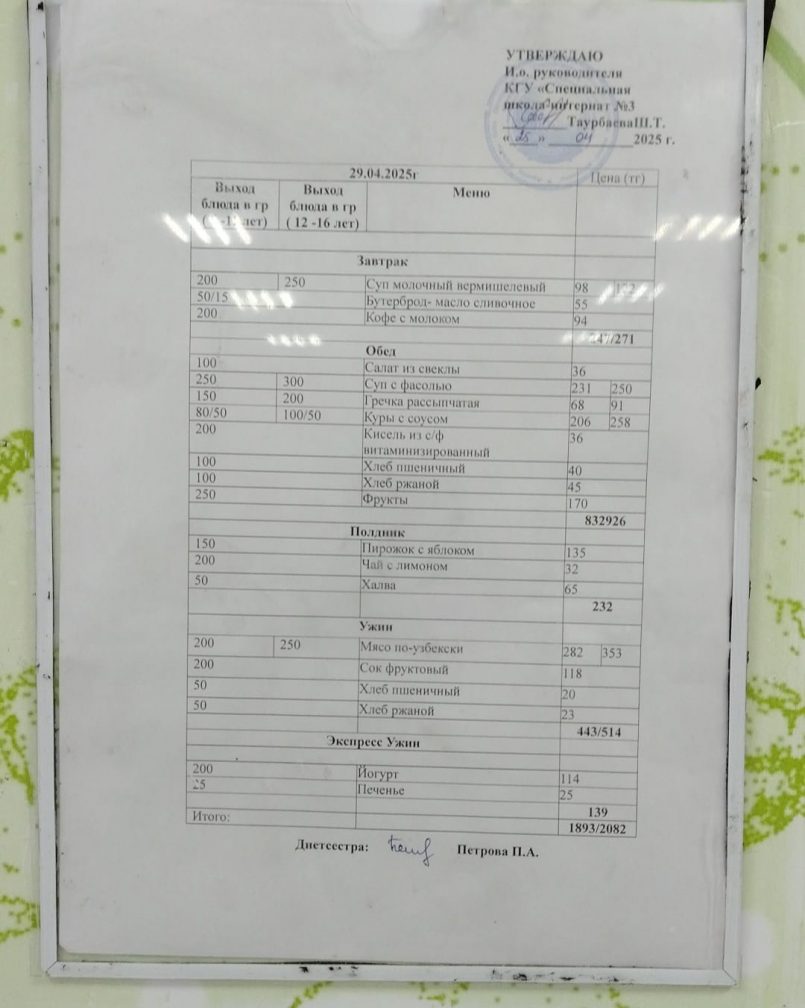 УТВЕРЖДАЮ
И.о. руководителя
КГУ «Специальная
школа интернат №3
ТаурбаеваШ.Т.
«25» 04 2025 г.
29.04.2025г Цена (тг)
Выход Выход Меню
блюда в гр блюда в гр
лет) ( 12 -16 лет)
Завтрак
200 250 Суп молочный вермишелевый 98
50/15 Бутерброд- масло сливочное 55
200 Кофе с молоком 94
247/271
Обед
100 Салат из свеклы 36
250 300 Суп с фасолью 231 250
150 200 Гречка рассыпчатая 68 91
80/50 100/50 Куры с соусом 206 258
200 Кисель из с/ф 36
витаминизированный
100 Хлеб пшеничный 40
100 Хлеб ржаной 45
250 Фрукты 170
832926
Полдник
150 Пирожок с яблоком 135
200 Чай с лимоном 32
50 Халва 65
232
Ужин
200 250 Мясо по-узбекски 282 353
200 Сок фруктовый 118
50 Хлеб пшеничный 20
50 Хлеб ржаной 23
443/514
Экспресс Ужин
200 Йогурт 114
25 Печенье 25
139
Итого: 1893/2082
Диетсестра: Петрова П.А.